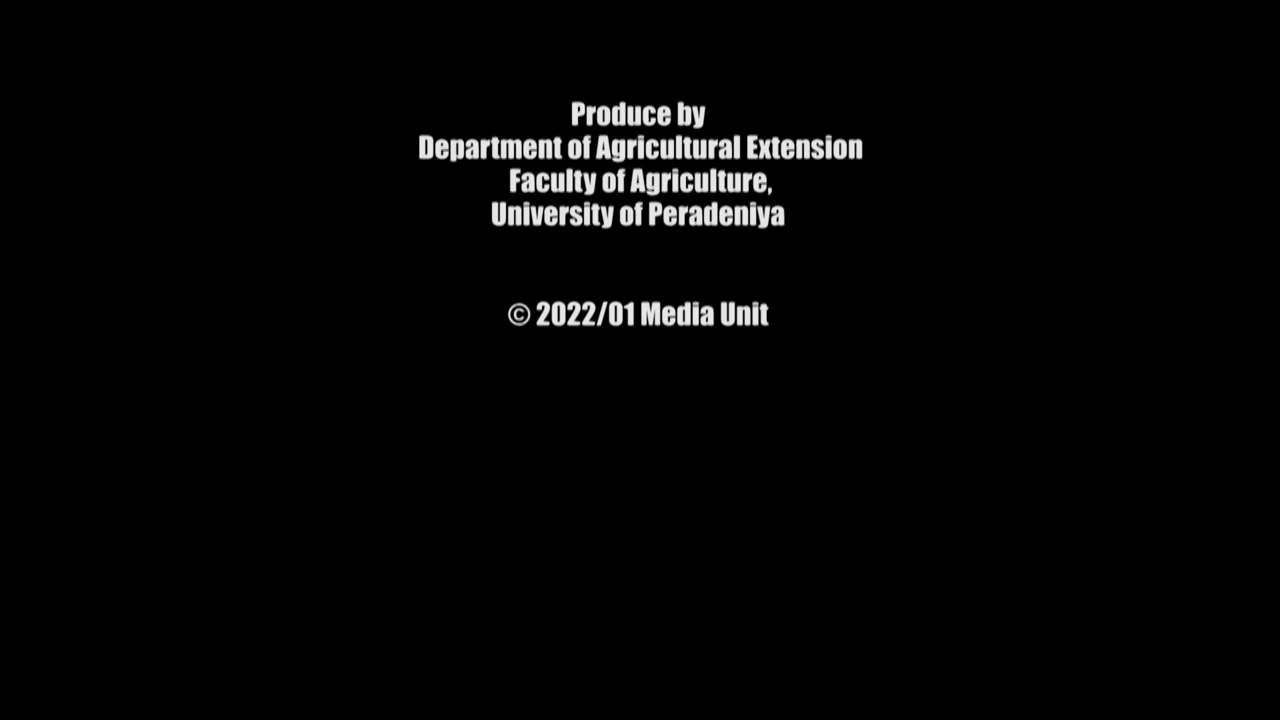 Produce by
Department of Agricultural Extension
Faculty of Agriculture,
University of Peradeniya
© 2022/01 Media Unit